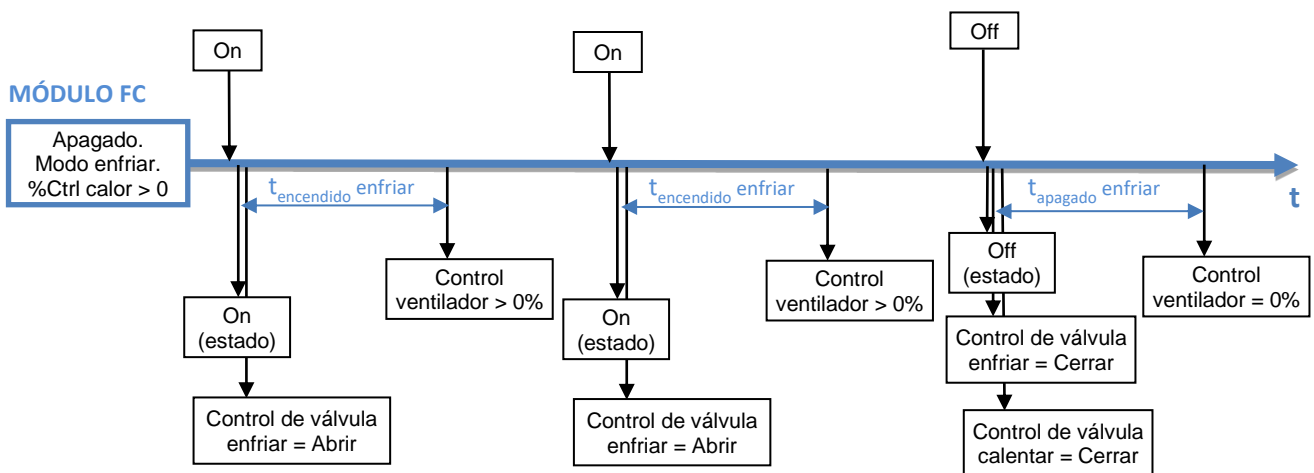 On
On
Off
MÓDULO FC
Apagado.
Modo enfriar.
%Ctrl calor > 0
tencendido enfriar
tencendido enfriar
tapagado enfriar
t
Control
ventilador > 0%
Control
ventilador > 0%
Off
(estado)
Control
ventilador = 0%
On
(estado)
On
(estado)
Control de válvula
enfriar = Cerrar
Control de válvula
enfriar = Abrir
Control de válvula
enfriar = Abrir
Control de válvula
calentar = Cerrar